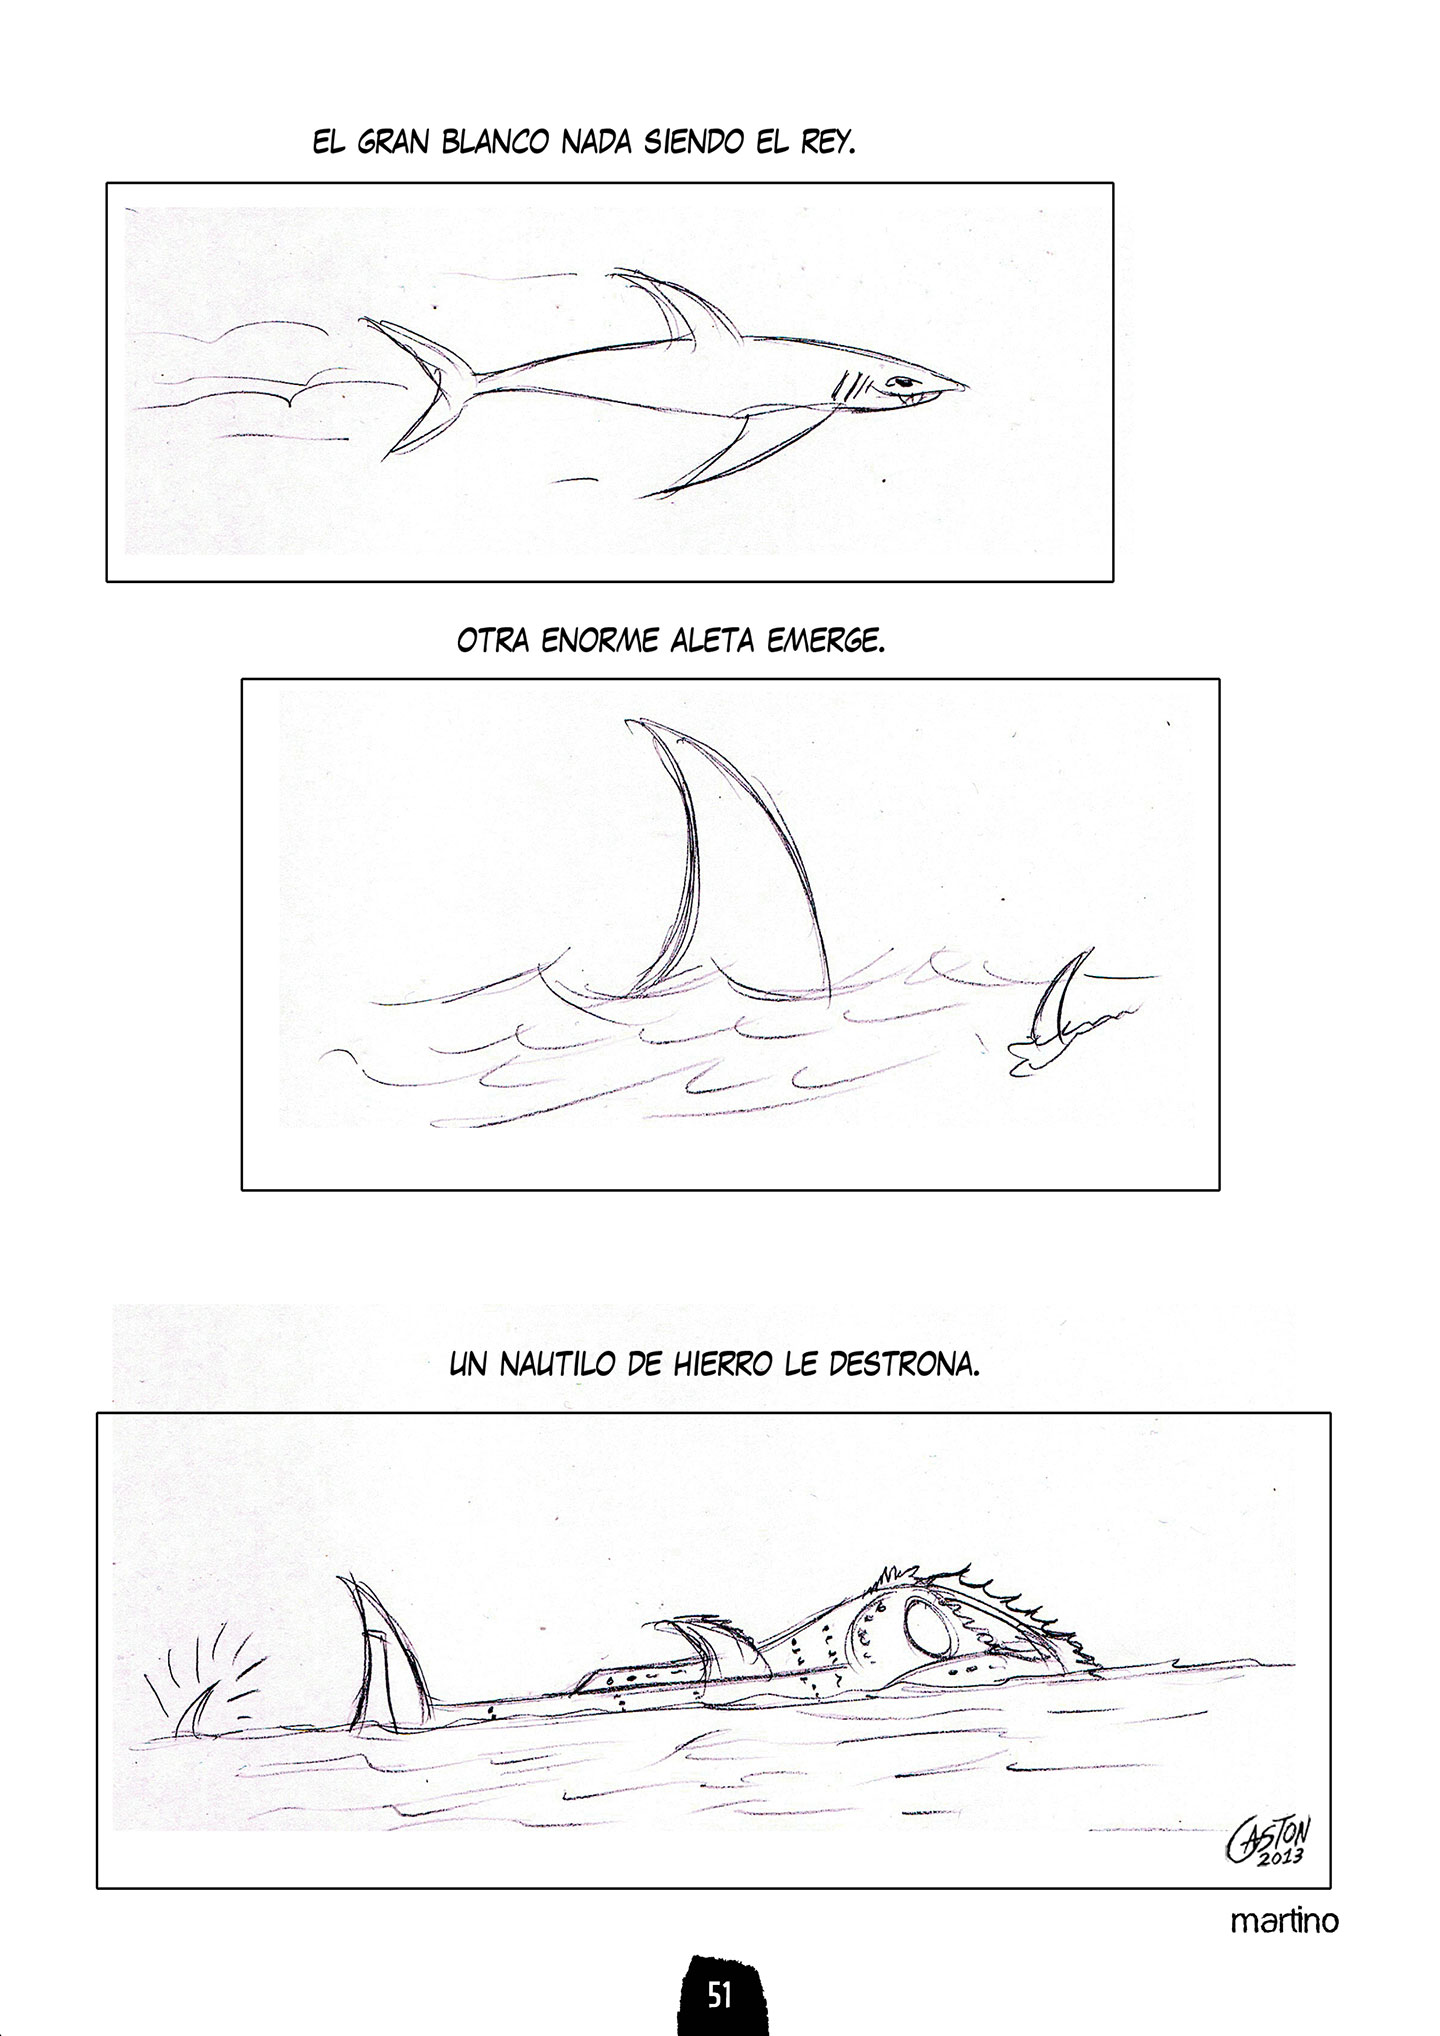 EL GRAN BLANCO NADA SIENDO EL REY.
OTRA ENORME ALETA EMERGE.
UN NAUTILO DE HIERRO LE DESTRONA.
GASTON
2013
martino
51